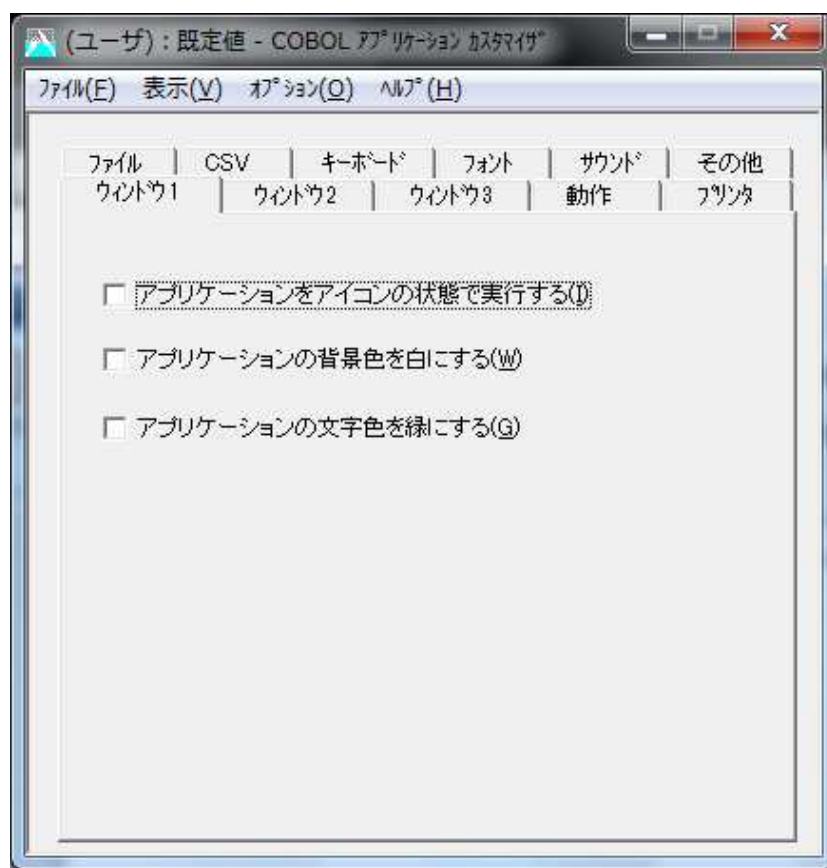 (ユーザ) : 既定値 - COBOL ｱﾌﾟﾘｹｰｼｮﾝ ｶｽﾀﾏｲｻﾞ
ﾌｧｲﾙ(F) 表示(V) ｵﾌﾟｼｮﾝ(O) ﾍﾙﾌﾟ(H)
ﾌｧｲﾙ CSV ｷｰﾎﾞｰﾄﾞ ﾌｫﾝﾄ ｻｳﾝﾄﾞ その他
ｳｨﾝﾄﾞｳ1 ｳｨﾝﾄﾞｳ2 ｳｨﾝﾄﾞｳ3 動作 ﾌﾟﾘﾝﾀ
アプリケーションをアイコンの状態で実行する(I)
アプリケーションの背景色を白にする(W)
アプリケーションの文字色を緑にする(G)